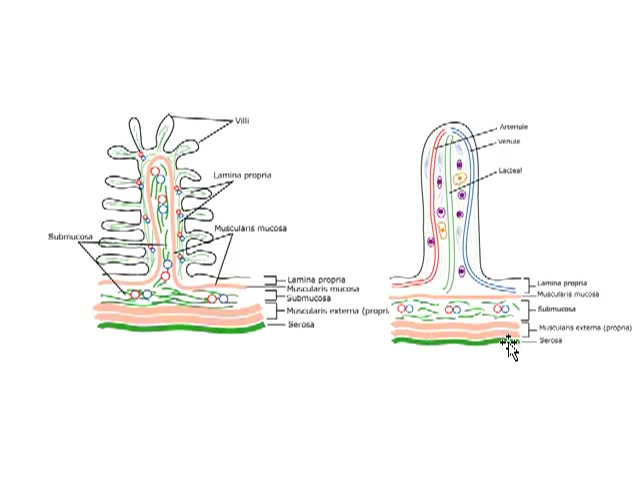 Villi
Lamina propria
Submucosa
Muscularis mucosa
Lamina propria
Muscularis mucosa
Submucosa
Muscularis externa (propri
Serosa
Arteriole
Venule
Lacteal
Lamina propria
Muscularis mucosa
Submucosa
Muscularis externa (propria)
Serosa